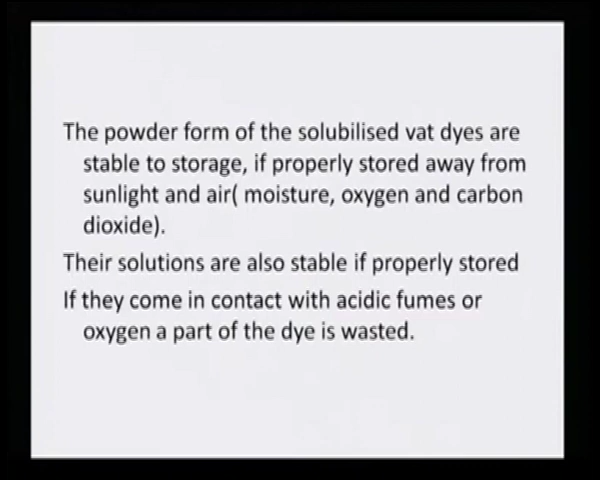 The powder form of the solubilised vat dyes are
stable to storage, if properly stored away from
sunlight and air( moisture, oxygen and carbon
dioxide).
Their solutions are also stable if properly stored
If they come in contact with acidic fumes or
oxygen a part of the dye is wasted.